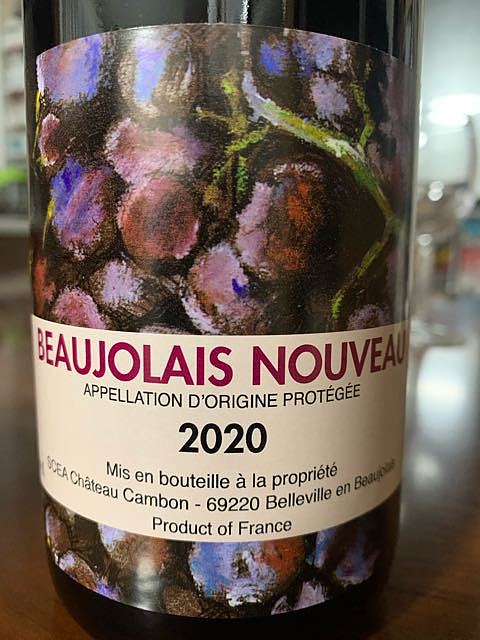 BEAUJOLAIS NOUVEAU
APPELLATION D'ORIGINE PROTÉGÉE
2020
Mis en bouteille à la propriété
SCEA Château Cambon - 69220 Belleville en Beaujolais
Product of France